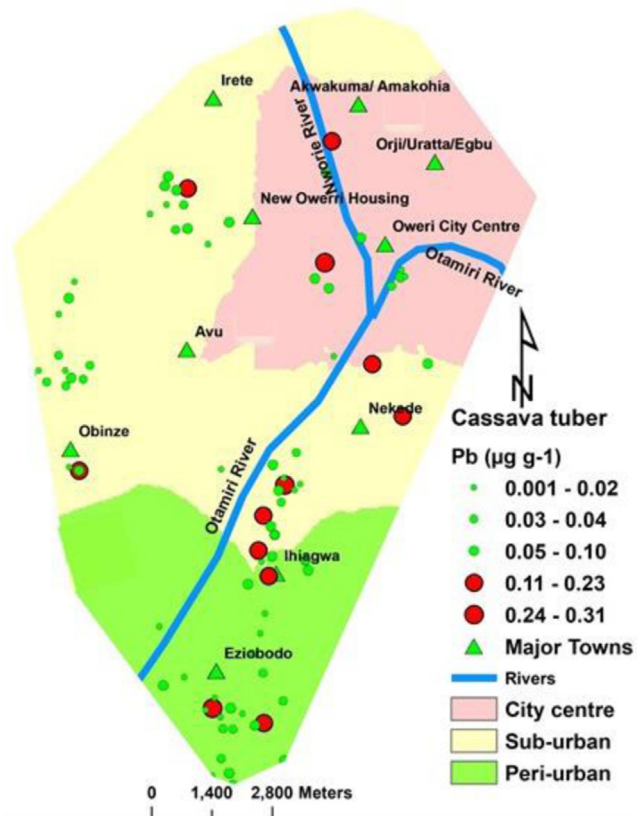 Irete
Akwakuma/ Amakohia
Nworie River
Orji/Uratta/Egbu
New Owerri Housing
Oweri City Centre
Otamiri River
Avu
N
Nekede
Cassava tuber
Obinze
Pb (µg g-1)
Otamiri River
0.001 - 0.02
0.03 - 0.04
0.05 - 0.10
Ihiagwa
0.11 - 0.23
0.24 - 0.31
Major Towns
Eziobodo
Rivers
City centre
Sub-urban
Peri-urban
0 1,400 2,800 Meters